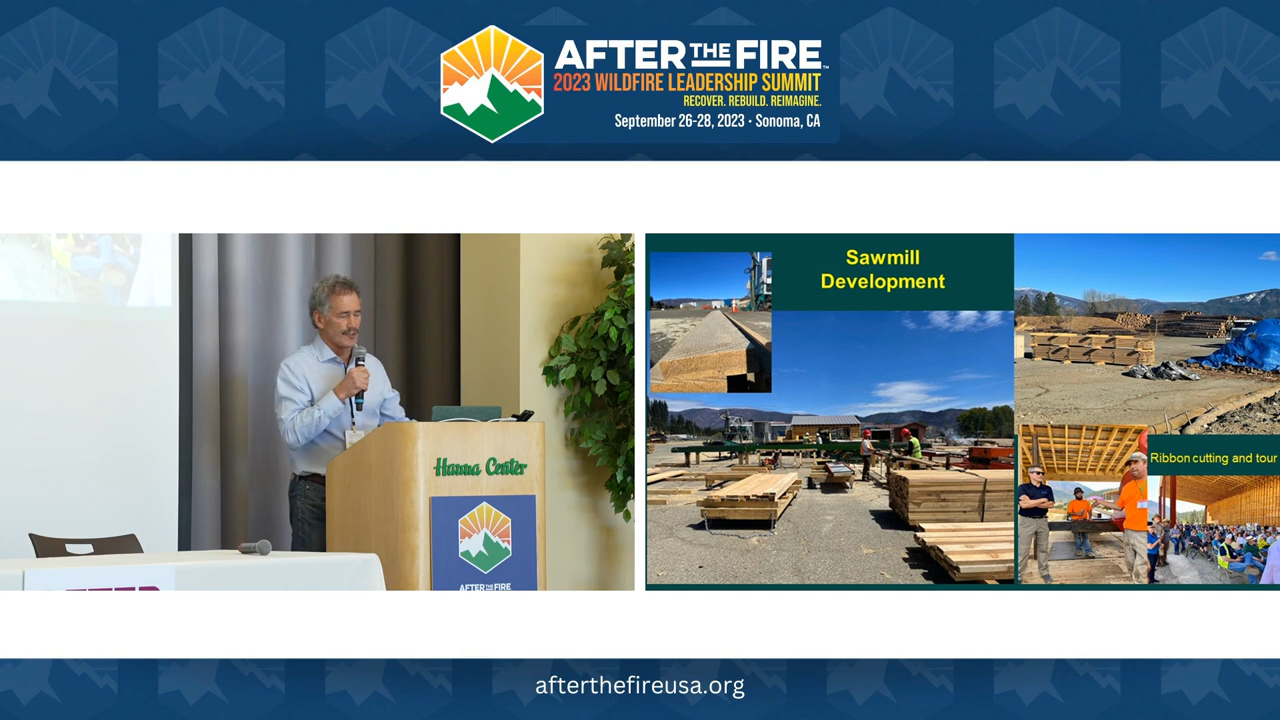 AFTER THE FIRE™
2023 WILDFIRE LEADERSHIP SUMMIT
RECOVER. REBUILD. REIMAGINE.
September 26-28, 2023 • Sonoma, CA
Hanna Center
AFTER THE FIRE
Sawmill
Development
Ribbon cutting and tour
afterthefireusa.org